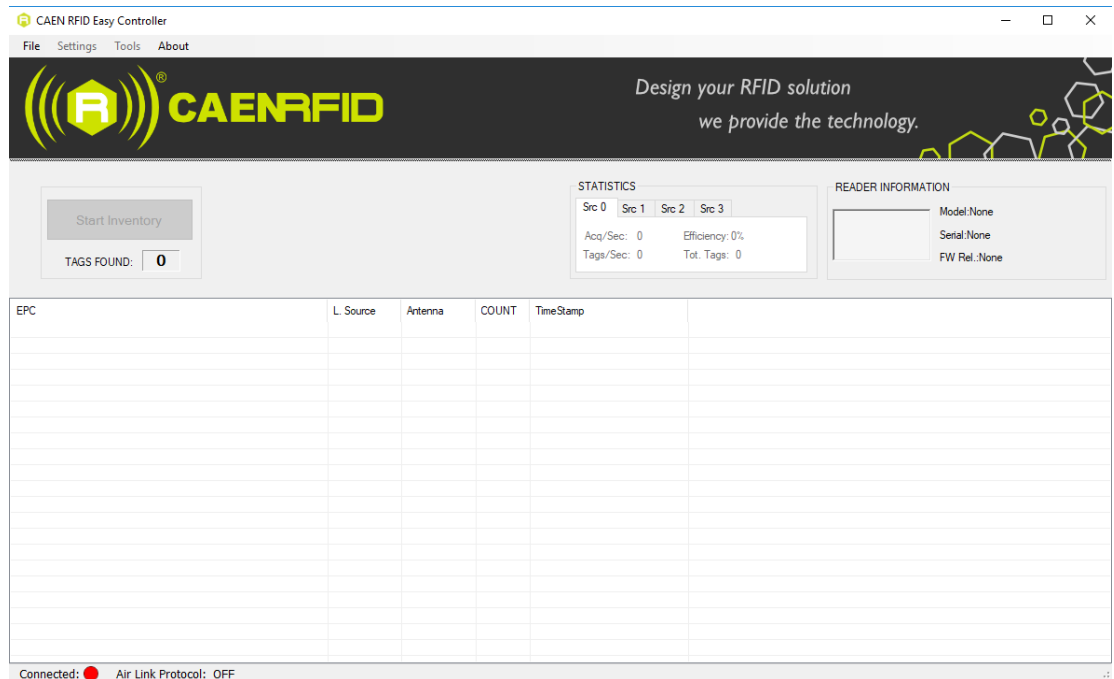 CAEN RFID Easy Controller
File Settings Tools About
R ® CAENRFID
Design your RFID solution
we provide the technology.
STATISTICS
READER INFORMATION
Start Inventory
TAGS FOUND: 0
Src 0 Src 1 Src 2 Src 3
Acq/Sec: 0 Efficiency: 0%
Tags/Sec: 0 Tot. Tags: 0
Model:None
Serial:None
FW Rel.:None
EPC L. Source Antenna COUNT TimeStamp
Connected: Air Link Protocol: OFF